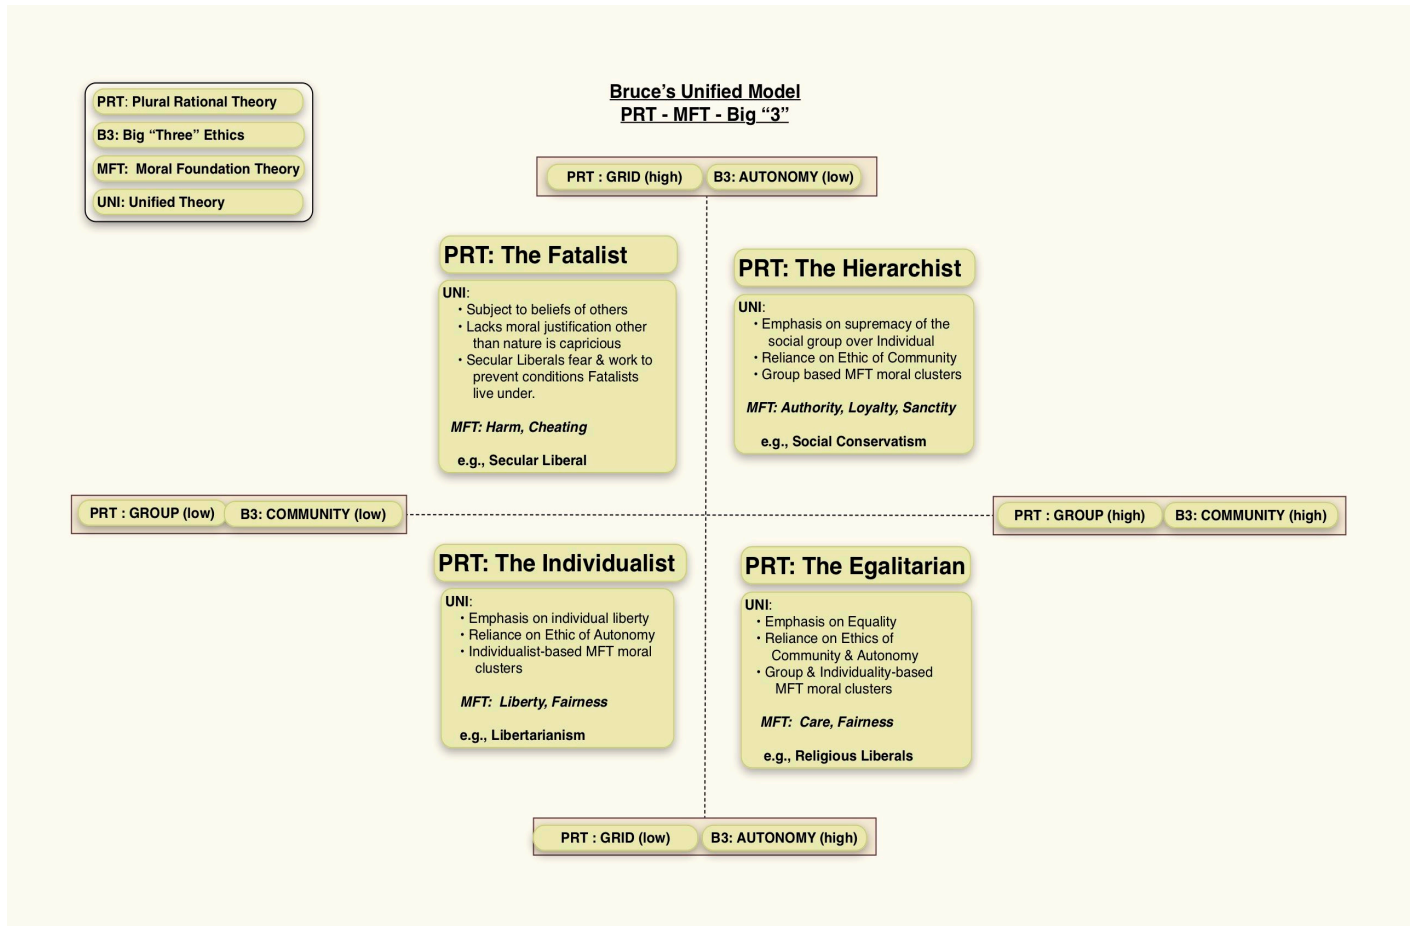 Bruce’s Unified Model
PRT - MFT - Big “3”
PRT: Plural Rational Theory
B3: Big “Three” Ethics
MFT:  Moral Foundation Theory
UNI: Unified Theory
PRT : GRID (high)
B3: AUTONOMY (low)
PRT: The Fatalist
UNI:
• Subject to beliefs of others
• Lacks moral justification other
than nature is capricious
• Secular Liberals fear & work to
prevent conditions Fatalists
live under.
MFT: Harm, Cheating
e.g., Secular Liberal
PRT: The Hierarchist
UNI:
• Emphasis on supremacy of the
social group over Individual
• Reliance on Ethic of Community
• Group based MFT moral clusters
MFT: Authority, Loyalty, Sanctity
e.g., Social Conservatism
PRT : GROUP (low)
B3: COMMUNITY (low)
PRT : GROUP (high)
B3: COMMUNITY (high)
PRT: The Individualist
UNI:
• Emphasis on individual liberty
• Reliance on Ethic of Autonomy
• Individualist-based MFT moral
clusters
MFT:  Liberty, Fairness
e.g., Libertarianism
PRT: The Egalitarian
UNI:
• Emphasis on Equality
• Reliance on Ethics of
Community & Autonomy
• Group & Individuality-based
MFT moral clusters
MFT:  Care, Fairness
e.g., Religious Liberals
PRT : GRID (low)
B3: AUTONOMY (high)